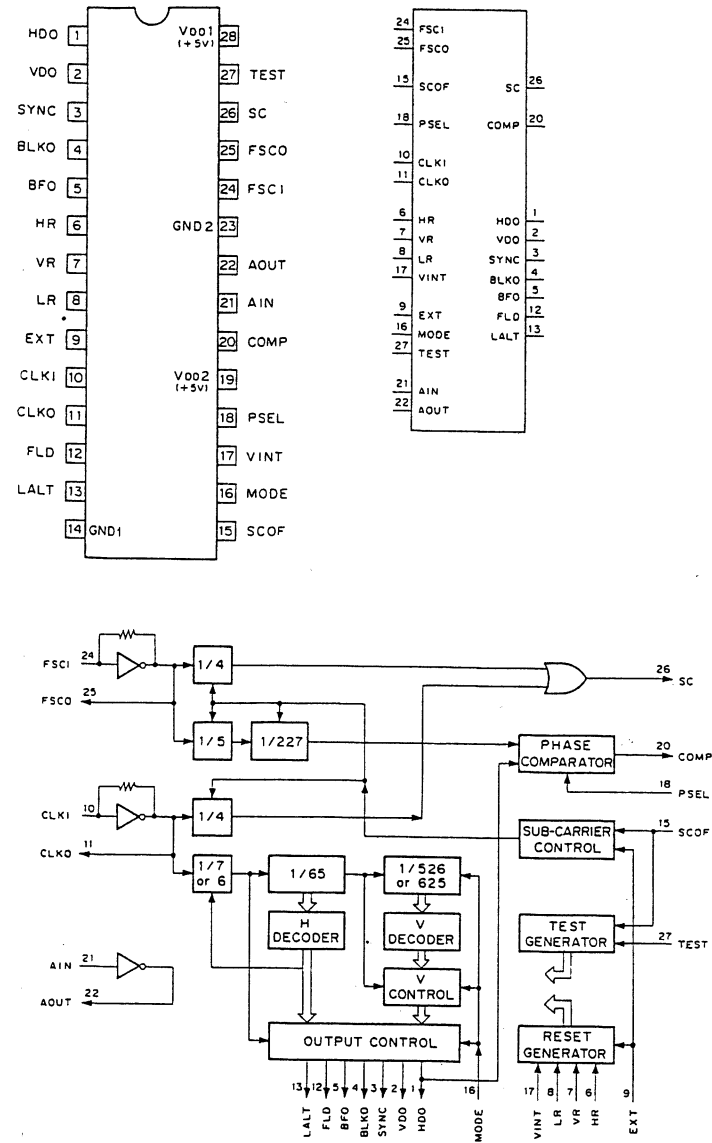 HDO 1 VDD1 (+5V) 28
VDO 2 27 TEST
SYNC 3 26 SC
BLKO 4 25 FSCO
BFO 5 24 FSCI
HR 6 GND2 23
VR 7 22 AOUT
LR 8 21 AIN
EXT 9 20 COMP
CLKI 10 VDD2 (+5V) 19
CLKO 11 18 PSEL
FLD 12 17 VINT
LALT 13 16 MODE
14 GND1 15 SCOF
24 FSCI
25 FSCO
15 SCOF SC 26
18 PSEL COMP 20
10 CLKI
11 CLKO
6 HR HDO 1
7 VR VDO 2
8 LR SYNC 3
17 VINT BLKO 4
BFO 5
9 EXT FLD 12
16 MODE LALT 13
27 TEST
21 AIN
22 AOUT
FSCI 24 1/4 26 SC
FSCO 25
1/5 1/227 PHASE COMPARATOR 20 COMP
18 PSEL
CLKI 10 1/4 SUB-CARRIER CONTROL 15 SCOF
CLKO 11
1/7 or 6 1/65 1/526 or 625
H DECODER V DECODER TEST GENERATOR 27 TEST
AIN 21
AOUT 22
V CONTROL
OUTPUT CONTROL RESET GENERATOR
13 12 5 4 3 2 1 16 17 8 7 6 9
LALT FLD BFO BLKO SYNC VDO HDO MODE VINT LR VR HR EXT